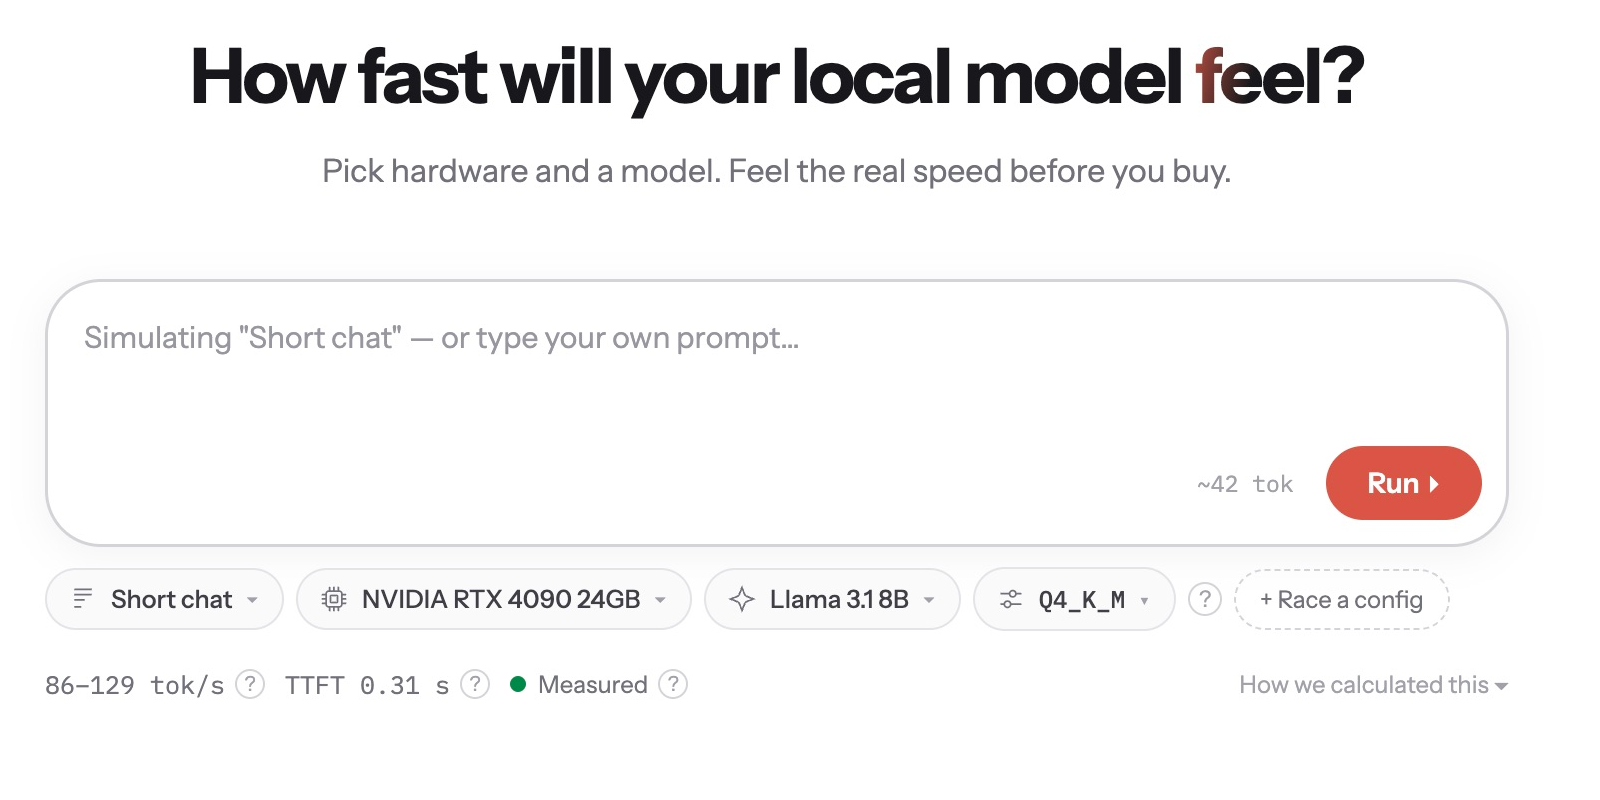 How fast will your local model feel?
Pick hardware and a model. Feel the real speed before you buy.
Simulating "Short chat" — or type your own prompt...
~42 tok Run
Short chat NVIDIA RTX 4090 24GB Llama 3.1 8B Q4_K_M ? + Race a config
86–129 tok/s ? TTFT 0.31 s ? Measured ? How we calculated this